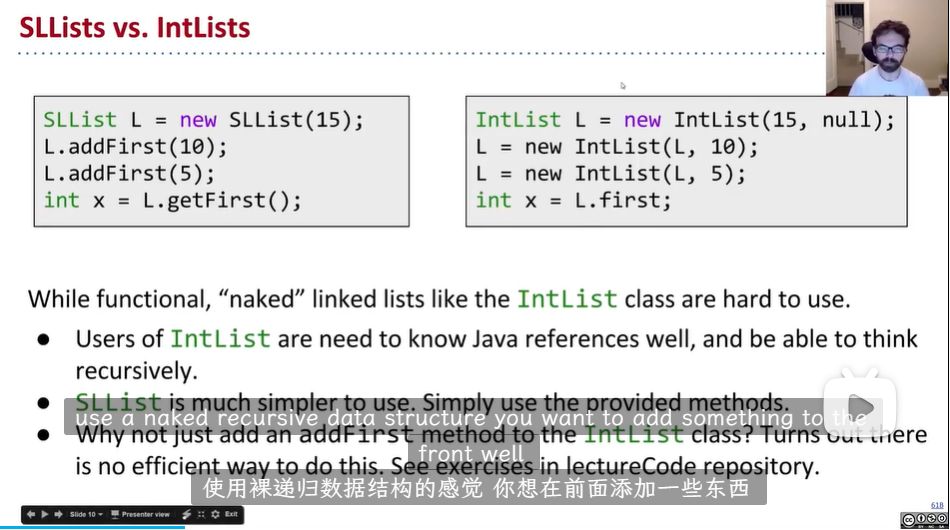 SLLists vs. IntLists
SLList L = new SLList(15);
L.addFirst(10);
L.addFirst(5);
int x = L.getFirst();
IntList L = new IntList(15, null);
L = new IntList(L, 10);
L = new IntList(L, 5);
int x = L.first;
While functional, “naked” linked lists like the IntList class are hard to use.
● Users of IntList are need to know Java references well, and be able to think
recursively.
● SLList is much simpler to use. Simply use the provided methods.
● Why not just add an addFirst method to the IntList class? Turns out there
is no efficient way to do this. See exercises in lectureCode repository.
use a naked recursive data structure you want to add something to the
front well
使用裸递归数据结构的感觉 你想在前面添加一些东西
Slide 10 Presenter view Exit
61B
CC BY NC SA